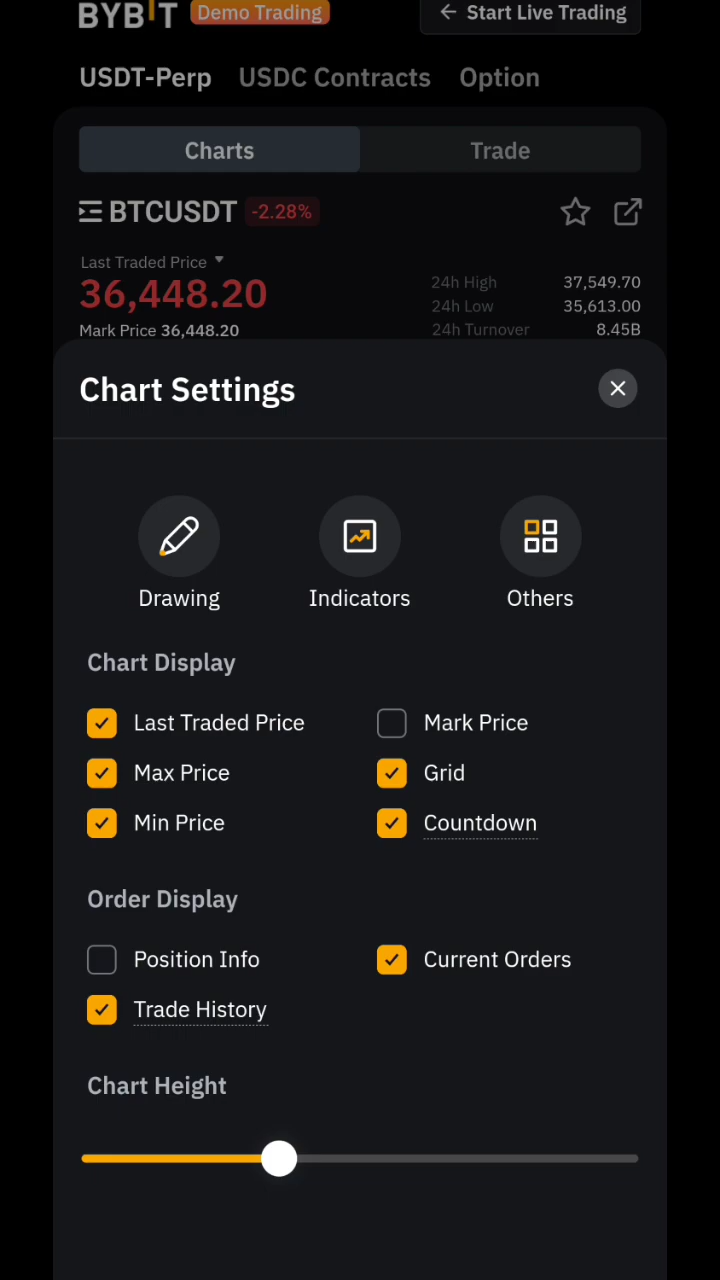 BYBIT Demo Trading
← Start Live Trading
USDT-Perp USDC Contracts Option
Charts Trade
BTCUSDT -2.28%
Last Traded Price
36,448.20
Mark Price 36,448.20
24h High 37,549.70
24h Low 35,613.00
24h Turnover 8.45B
Chart Settings
Drawing Indicators Others
Chart Display
Last Traded Price Mark Price
Max Price Grid
Min Price Countdown
Order Display
Position Info Current Orders
Trade History
Chart Height